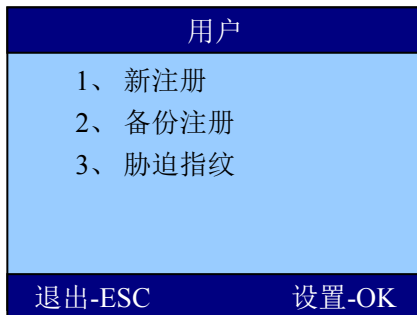 用户
1、 新注册
2、 备份注册
3、 胁迫指纹
退出-ESC 设置-OK